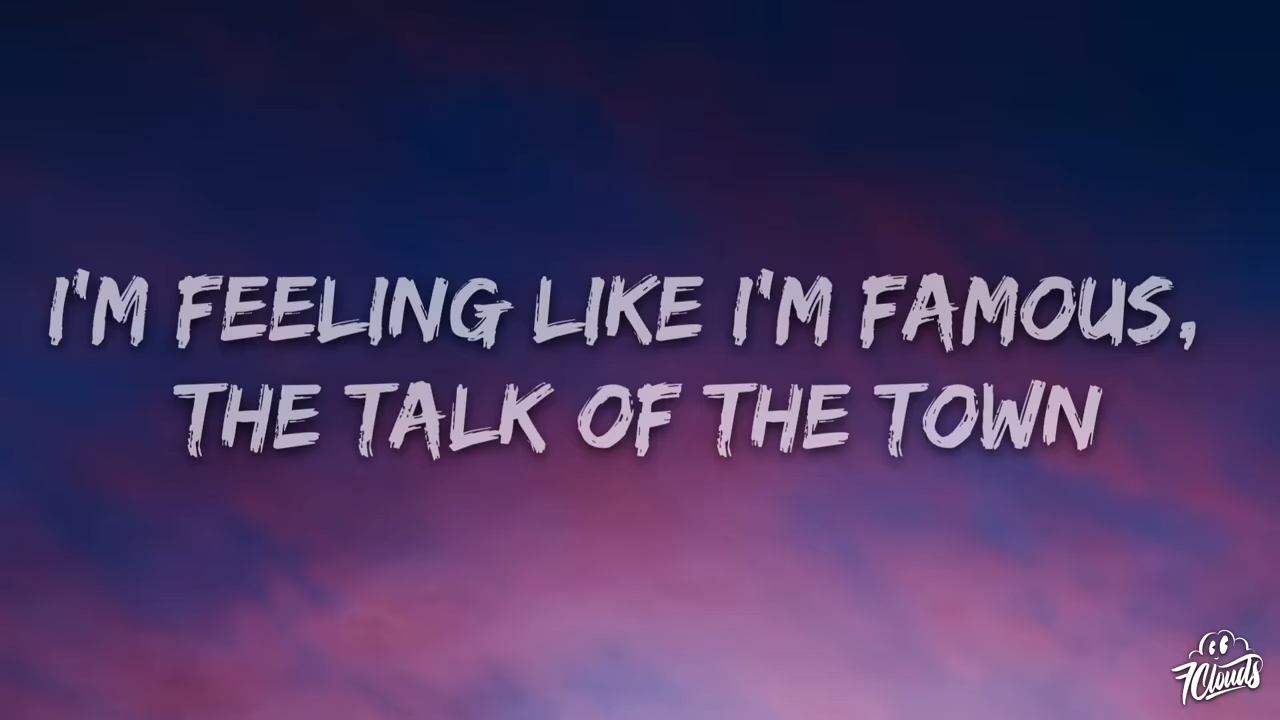 I'M FEELING LIKE I'M FAMOUS,
THE TALK OF THE TOWN
7Clouds